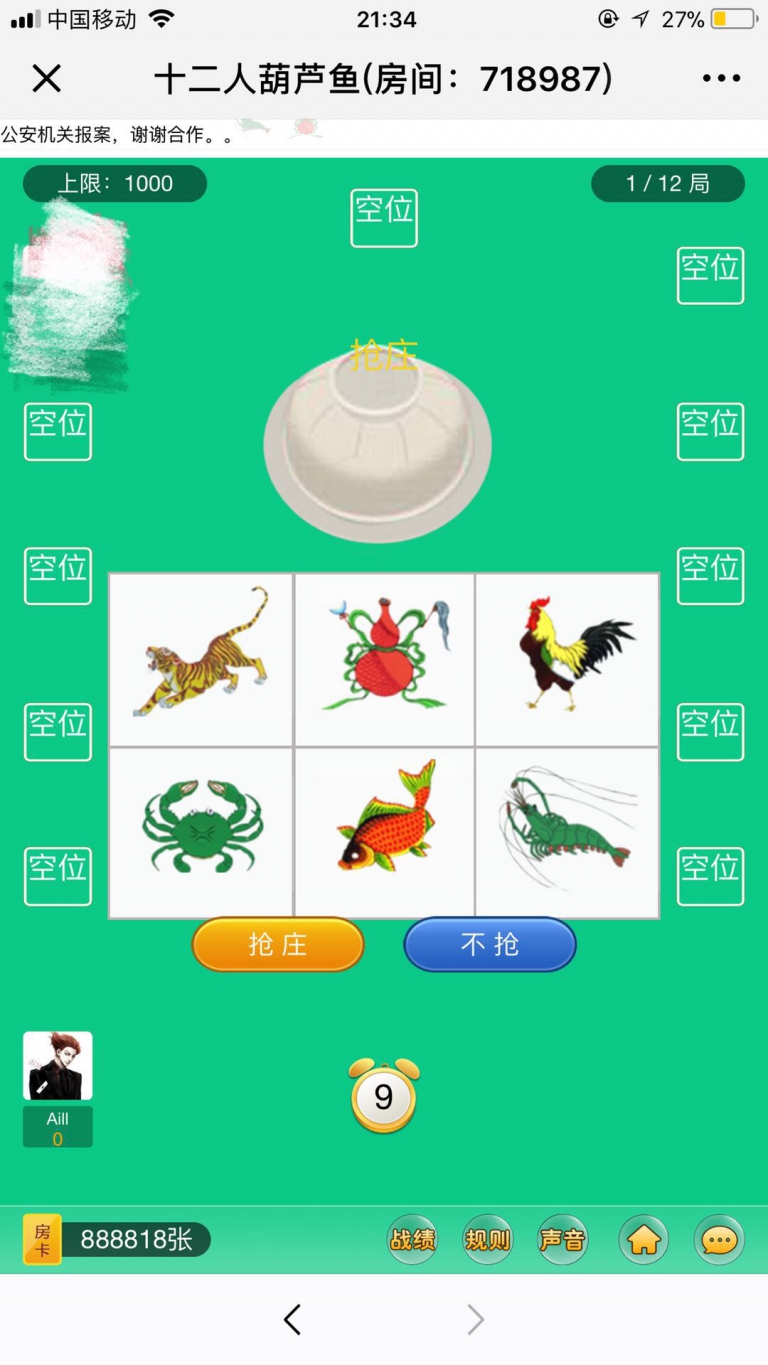 中国移动
21:34
27%
十二人葫芦鱼(房间：718987)
公安机关报案，谢谢合作。。
上限：1000
1 / 12 局
空位
空位
抢庄
空位
空位
空位
空位
空位
空位
空位
空位
抢庄
不抢
Aill
0
9
房卡
888818张
战绩
规则
声音